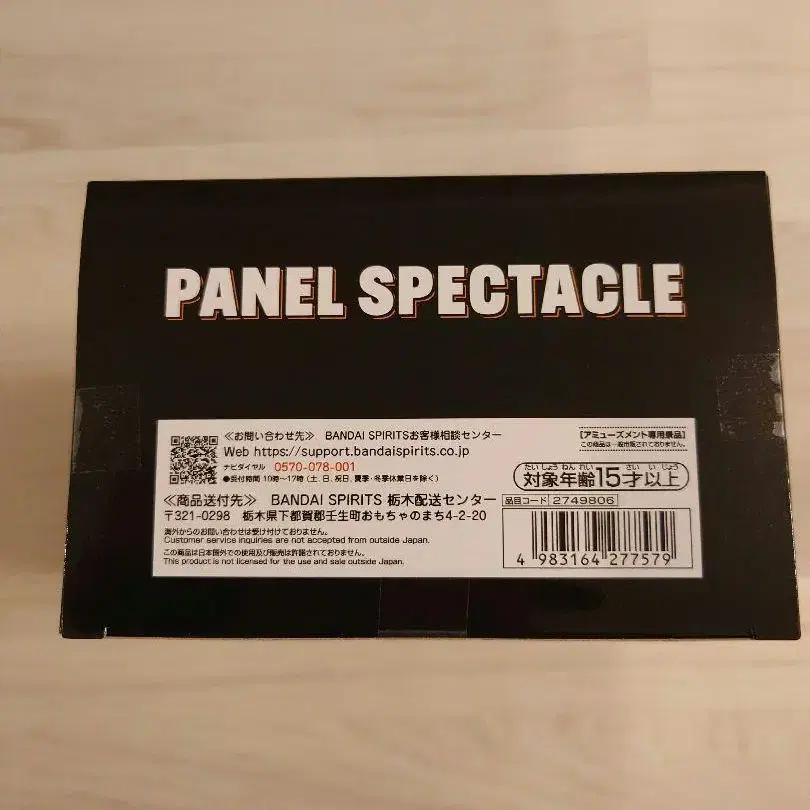 PANEL SPECTACLE
≪お問い合わせ先≫ BANDAI SPIRITSお客様相談センター
Web https://support.bandaispirits.co.jp
ナビダイヤル 0570-078-001
●受付時間 10時~17時(土、日、祝日、夏季・冬季休業日を除く)
≪商品送付先≫ BANDAI SPIRITS 栃木配送センター
〒321-0298 栃木県下都賀郡壬生町おもちゃのまち4-2-20
海外からのお問い合わせは受け付けておりません。
Customer service inquiries are not accepted from outside Japan.
この商品は日本国外での使用及び販売は許諾されておりません。
This product is not licensed for the use and sale outside Japan.
[アミューズメント専用景品]
この商品は一般市販されておりません。
たいしょうねんれい さい いじょう
対象年齢15才以上
品目コード 2749806
4 983164 277579